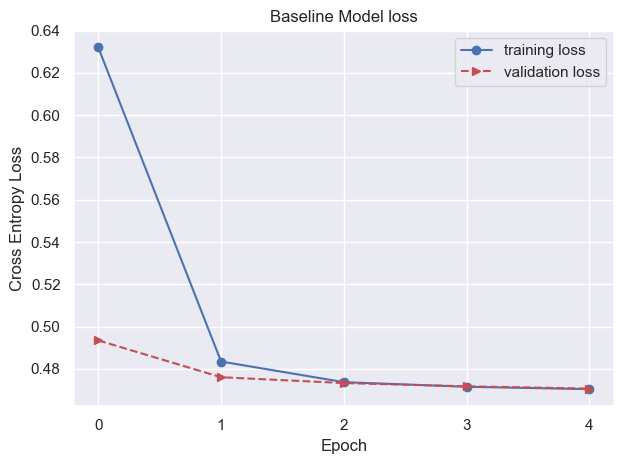 Baseline Model loss
training loss
validation loss
Cross Entropy Loss
0.64
0.62
0.60
0.58
0.56
0.54
0.52
0.50
0.48
0 1 2 3 4
Epoch